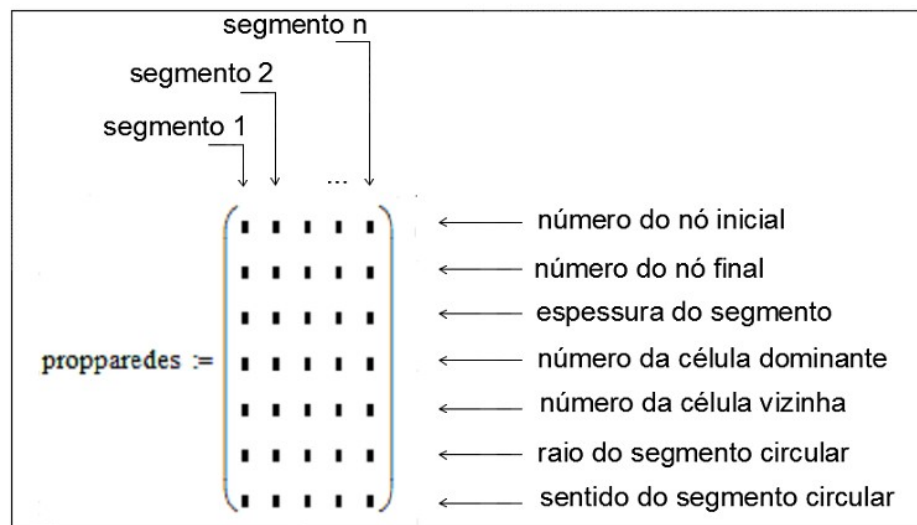 segmento n
segmento 2
segmento 1
...
número do nó inicial
número do nó final
espessura do segmento
propparedes :=
número da célula dominante
número da célula vizinha
raio do segmento circular
sentido do segmento circular